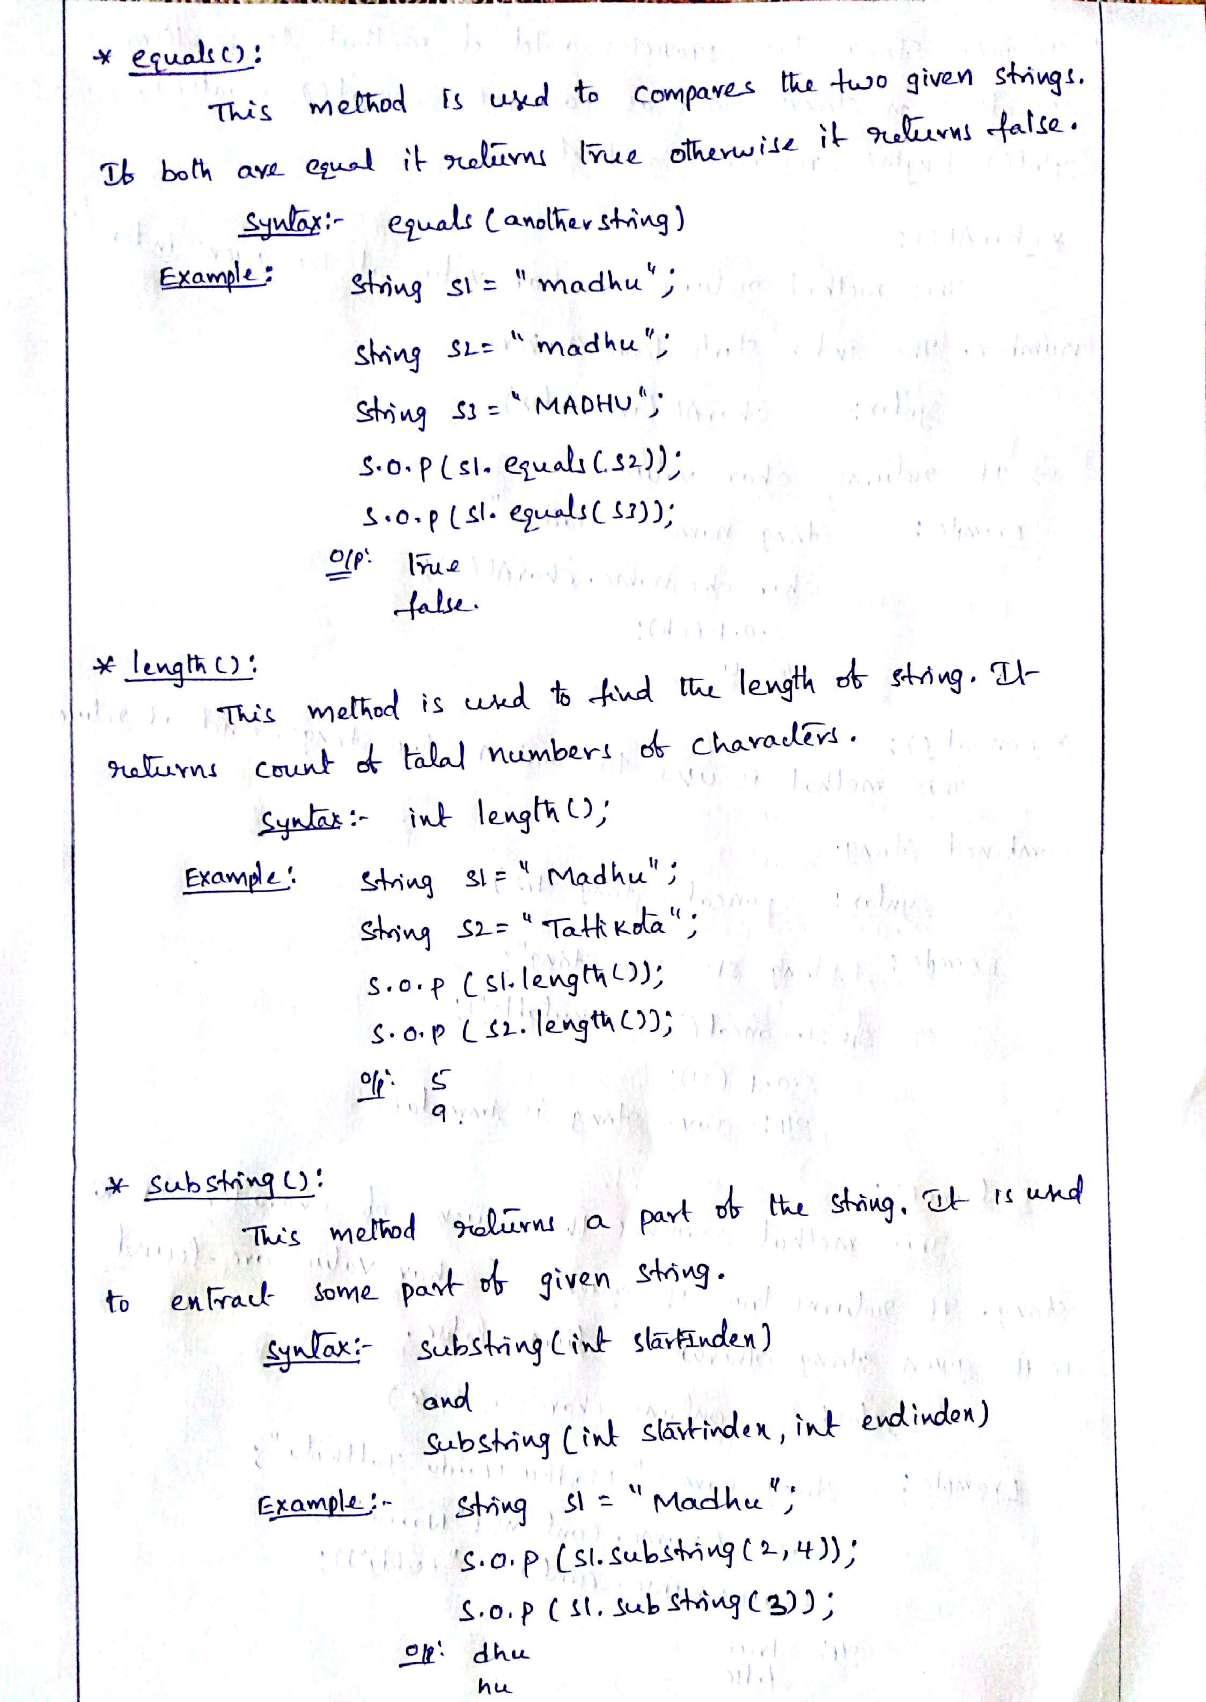 * equals():
This method is used to compares the two given strings.
If both are equal it returns true otherwise it returns false.
Syntax:- equals (another string)
Example: String s1 = "madhu";
String s2= "madhu";
String s3 = "MADHU";
S.O.P (s1. equals (s2));
S.O.P (s1. equals (s3));
O/P: true
false.
* length():
This method is used to find the length of string. It
returns count of total numbers of characters.
Syntax:- int length();
Example: String s1 = "Madhu";
String s2 = "Tattikota";
S.O.P (s1.length());
S.O.P (s2.length());
O/P: 5
9.
* Substring():
This method returns a part of the string. It is used
to extract some part of given string.
Syntax:- Substring (int startIndex)
and
Substring (int startindex, int endindex)
Example:- String s1 = "Madhu";
S.O.P (s1.substring (2,4));
S.O.P (s1.substring (3));
O/P: dhu
hu